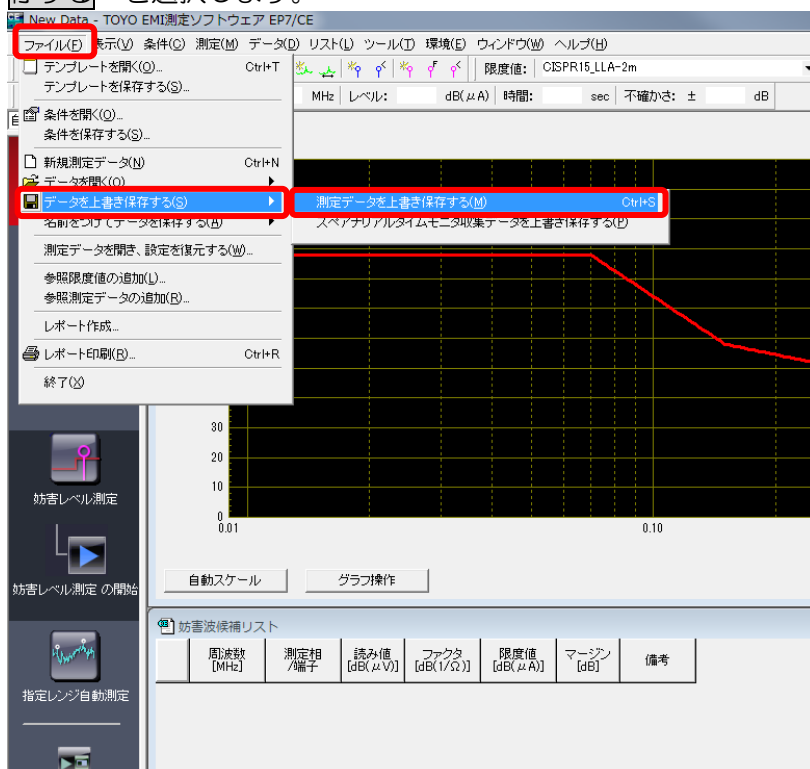 存する と選択します。
New Data - TOYO EMI測定ソフトウェア EP7/CE
ファイル(F) 表示(V) 条件(C) 測定(M) データ(D) リスト(L) ツール(T) 環境(E) ウィンドウ(W) ヘルプ(H)
テンプレートを開く(O)... Ctrl+T
限度値: CISPR15_LLA-2m
テンプレートを保存する(S)...
MHz レベル: dB(μA) 時間: sec 不確かさ: ± dB
条件を開く(O)...
条件を保存する(S)...
新規測定データ(N) Ctrl+N
データを開く(O)
データを上書き保存する(S)
測定データを上書き保存する(M) Ctrl+S
名前をつけてデータを保存する(A)
スペアナリアルタイムモニタ収集データを上書き保存する(P)
測定データを開き、設定を復元する(W)...
参照限度値の追加(L)...
参照測定データの追加(R)...
レポート作成...
レポート印刷(R)... Ctrl+R
終了(X)
30
20
10
0
0.01 0.10
妨害レベル測定
自動スケール グラフ操作
妨害レベル測定 の開始
妨害波候補リスト
周波数 [MHz] 測定相 /端子 読み値 [dB(μV)] ファクタ [dB(1/Ω)] 限度値 [dB(μA)] マージン [dB] 備考
指定レンジ自動測定